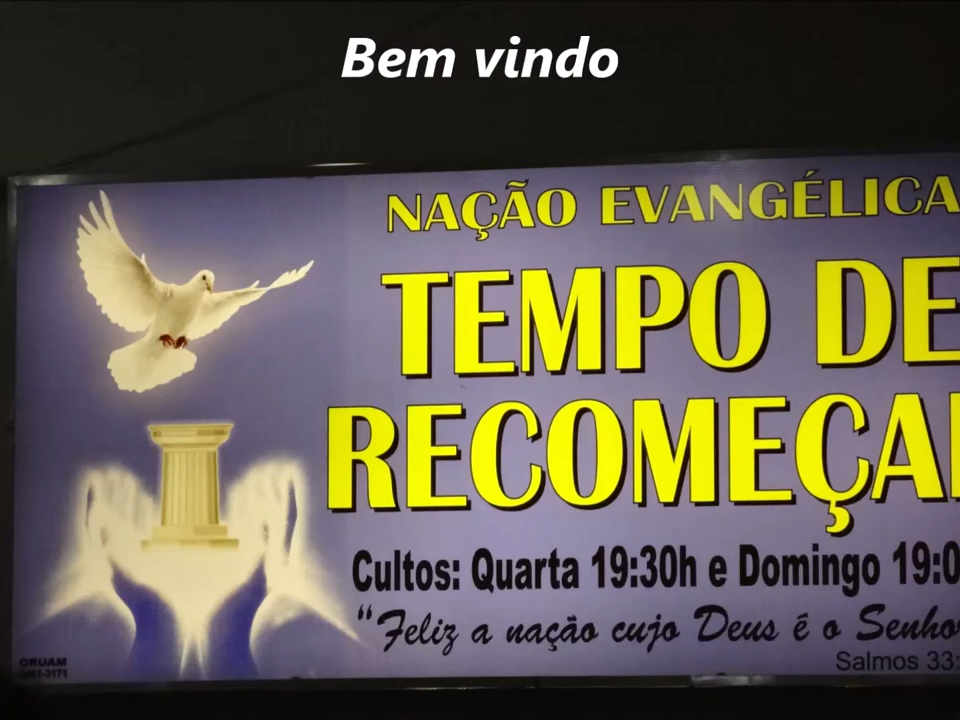 Bem vindo
NAÇÃO EVANGÉLICA
TEMPO DE
RECOMEÇA
Cultos: Quarta 19:30h e Domingo 19:0
“Feliz a nação cujo Deus é o Senho
Salmos 33:
ORUAM